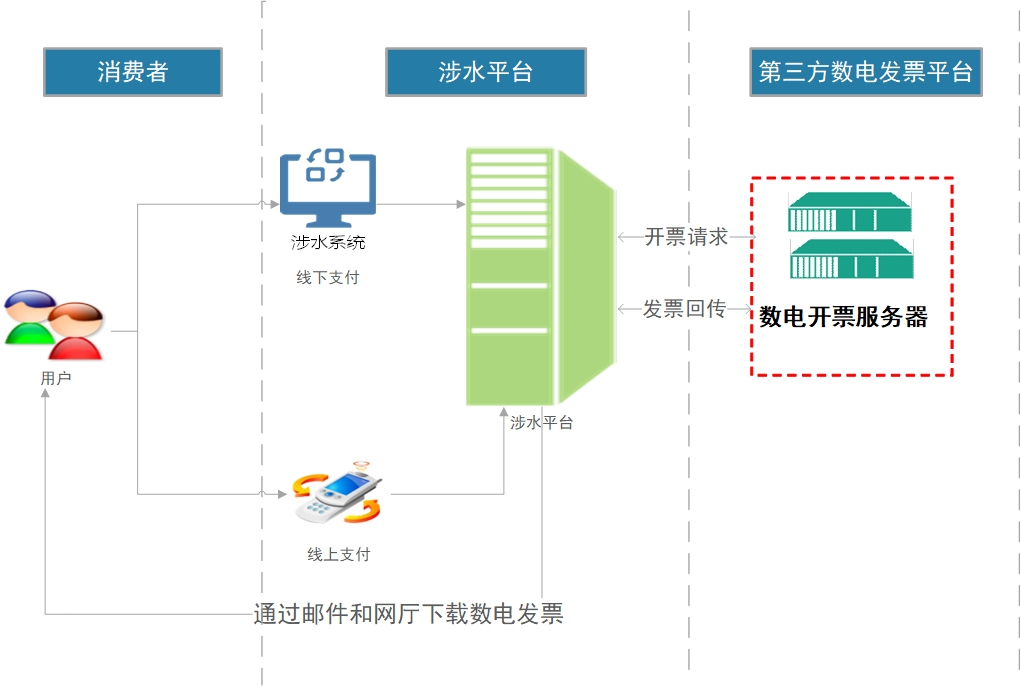 消费者
涉水平台
第三方数电发票平台
涉水系统
线下支付
开票请求
发票回传
数电开票服务器
用户
涉水平台
线上支付
通过邮件和网厅下载数电发票